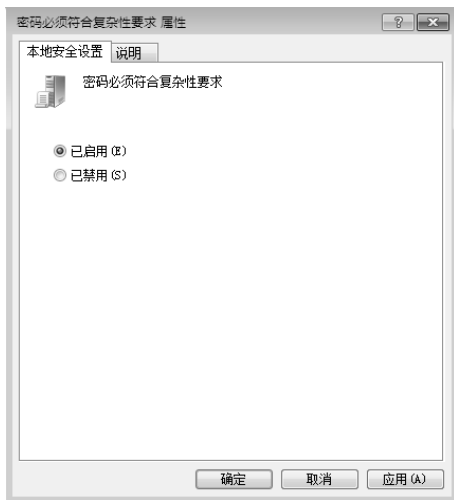 密码必须符合复杂性要求 属性
本地安全设置 说明
密码必须符合复杂性要求
已启用(E)
已禁用(S)
确定 取消 应用(A)